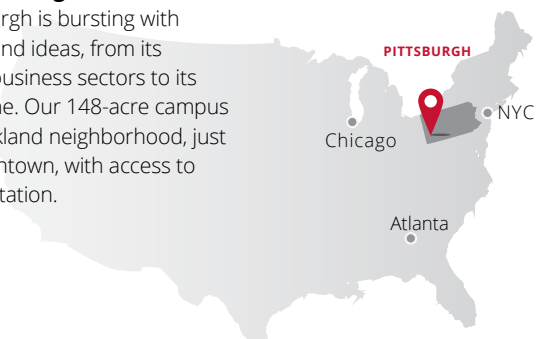 rgh is bursting with
nd ideas, from its
business sectors to its
ne. Our 148-acre campus
kland neighborhood, just
ntown, with access to
tation.
PITTSBURGH
NYC
Chicago
Atlanta